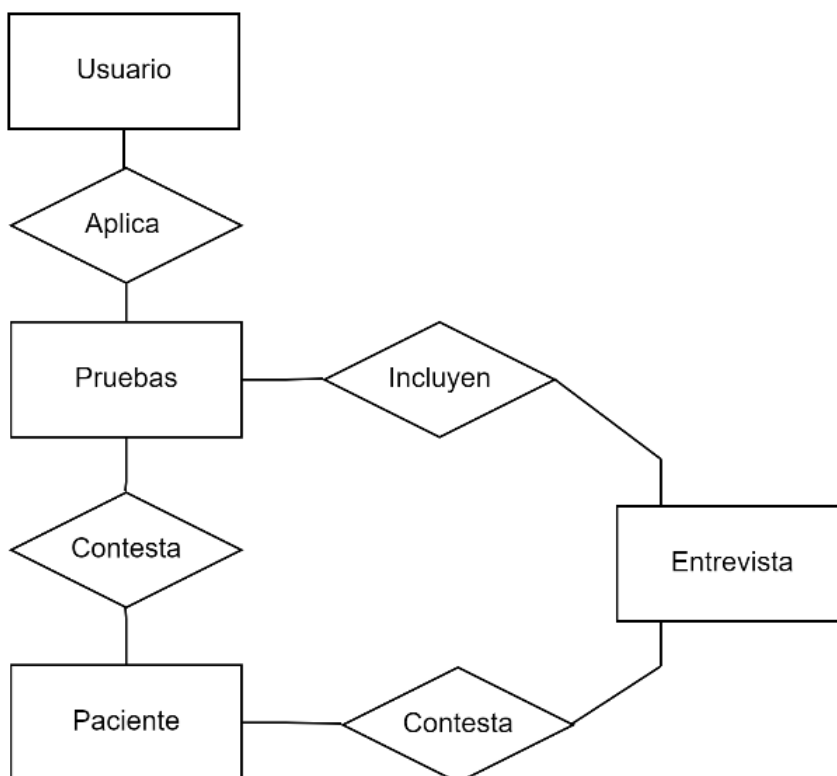 Usuario
Aplica
Pruebas
Incluyen
Contesta
Entrevista
Paciente
Contesta